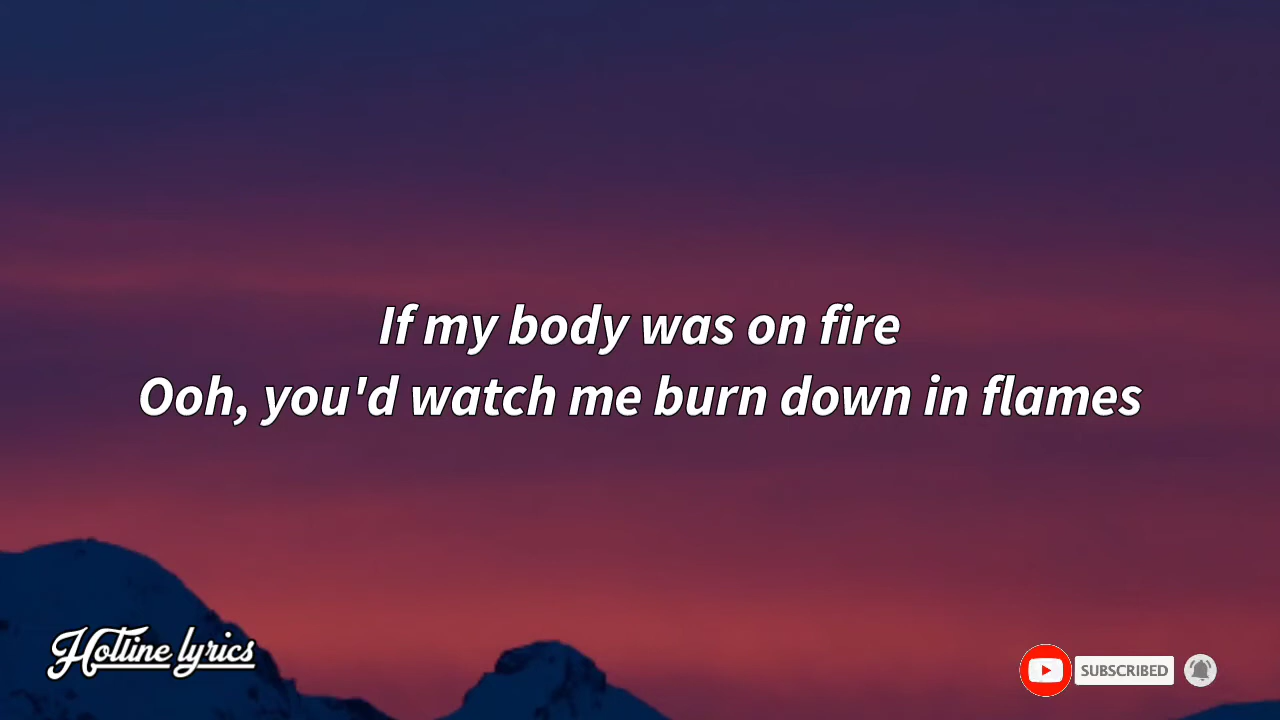 If my body was on fire
Ooh, you'd watch me burn down in flames
Hotline lyrics
SUBSCRIBED